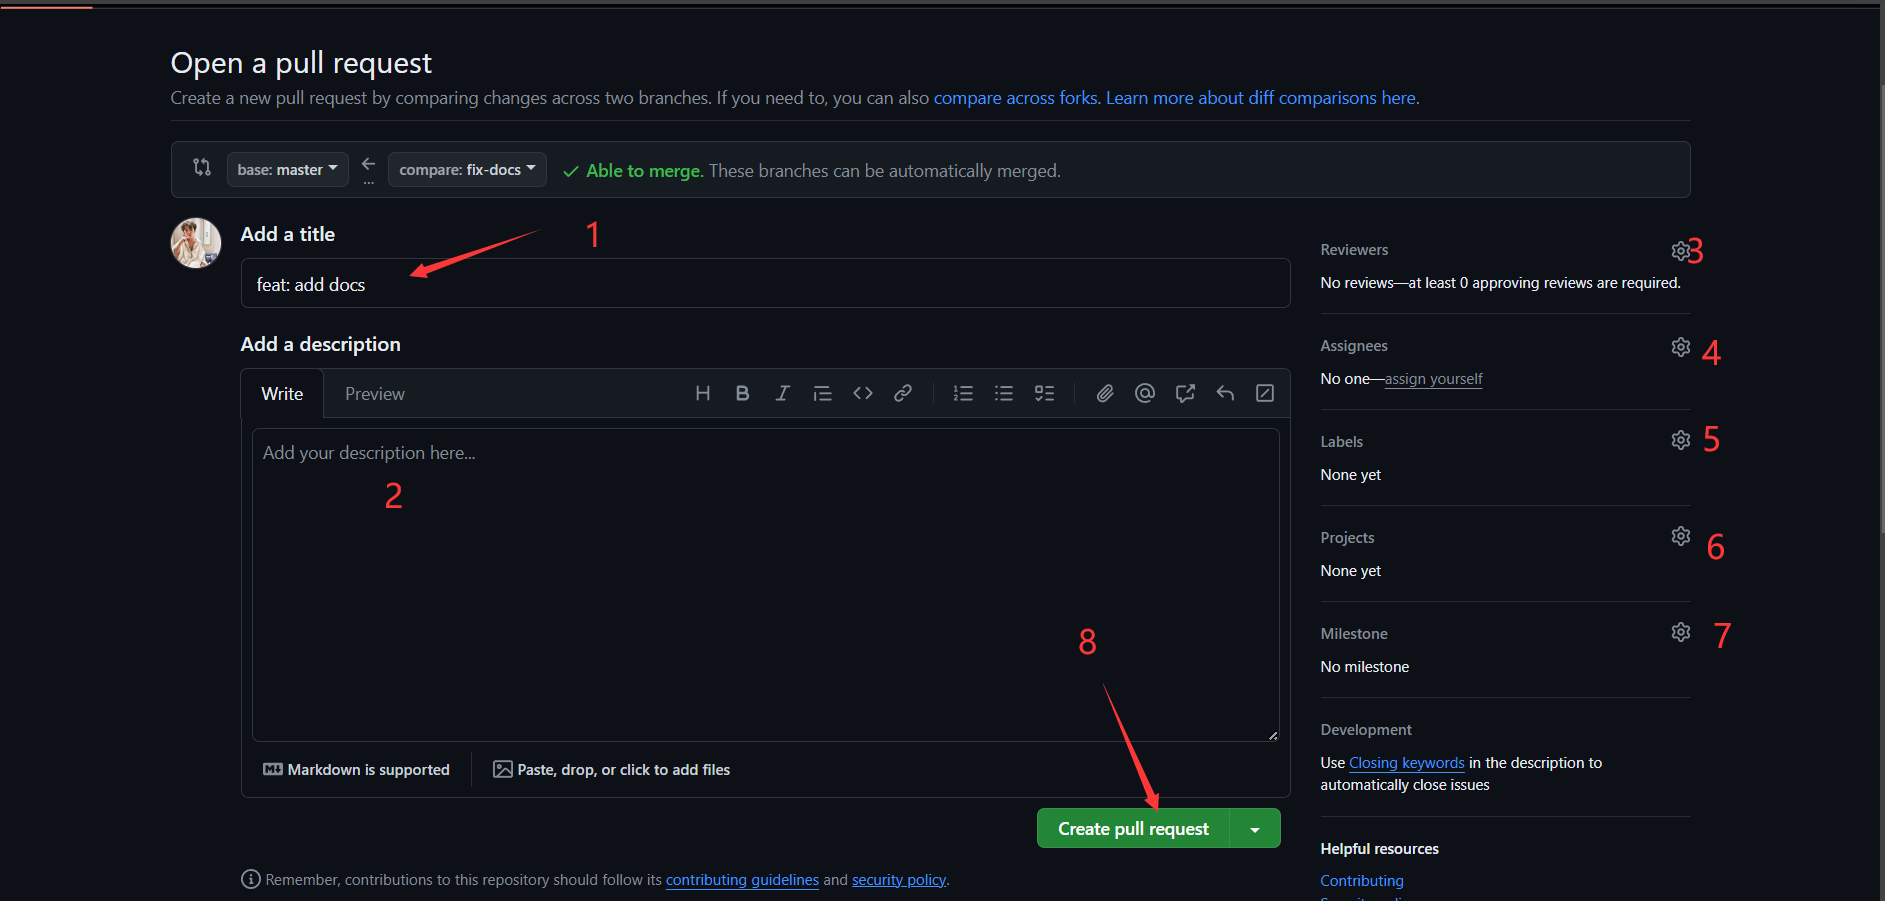 Open a pull request
Create a new pull request by comparing changes across two branches. If you need to, you can also compare across forks. Learn more about diff comparisons here.
base: master
...
compare: fix-docs
Able to merge. These branches can be automatically merged.
Add a title
1
feat: add docs
Add a description
Write
Preview
Add your description here...
2
Markdown is supported
Paste, drop, or click to add files
8
Create pull request
Remember, contributions to this repository should follow its contributing guidelines and security policy.
Reviewers
3
No reviews—at least 0 approving reviews are required.
Assignees
4
No one—assign yourself
Labels
5
None yet
Projects
6
None yet
Milestone
7
No milestone
Development
Use Closing keywords in the description to
automatically close issues
Helpful resources
Contributing